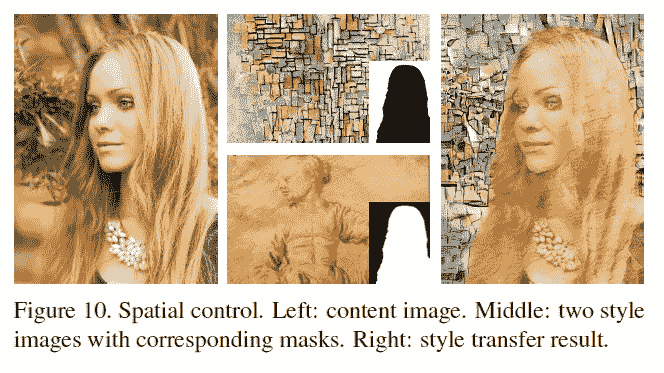 Figure 10. Spatial control. Left: content image. Middle: two style
images with corresponding masks. Right: style transfer result.